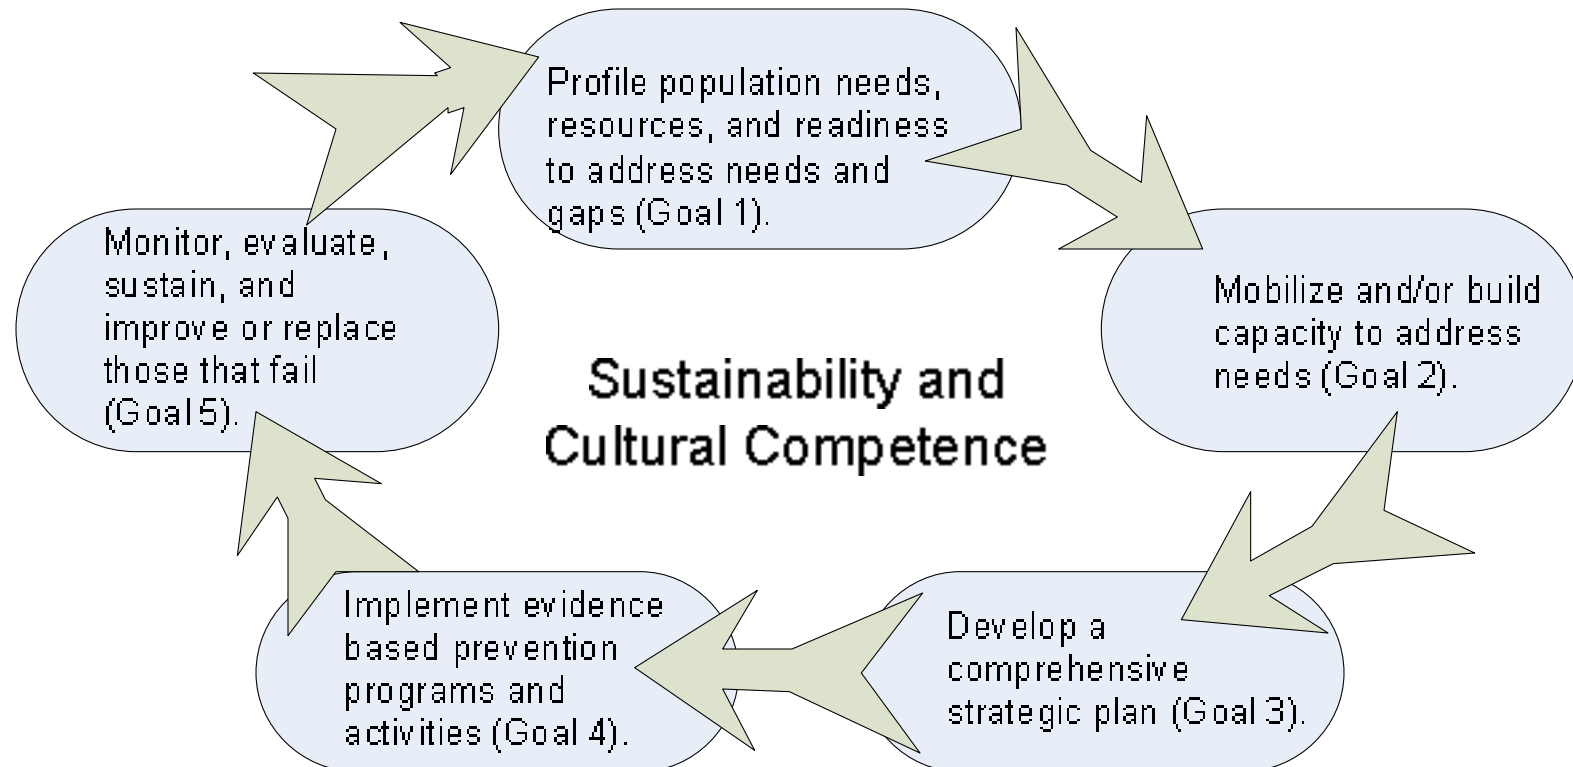 Profile population needs,
resources, and readiness
to address needs and
gaps (Goal 1).
Mobilize and/or build
capacity to address
needs (Goal 2).
Develop a
comprehensive
strategic plan (Goal 3).
Implement evidence
based prevention
programs and
activities (Goal 4).
Monitor, evaluate,
sustain, and
improve or replace
those that fail
(Goal 5).
Sustainability and
Cultural Competence